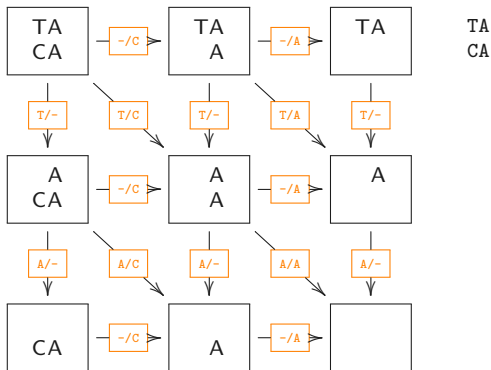 TA -/C TA -/A TA TA
CA A CA
T/- T/C T/- T/A T/-
A -/C A -/A A
CA A
A/- A/C A/- A/A A/-
-/C -/A
CA A